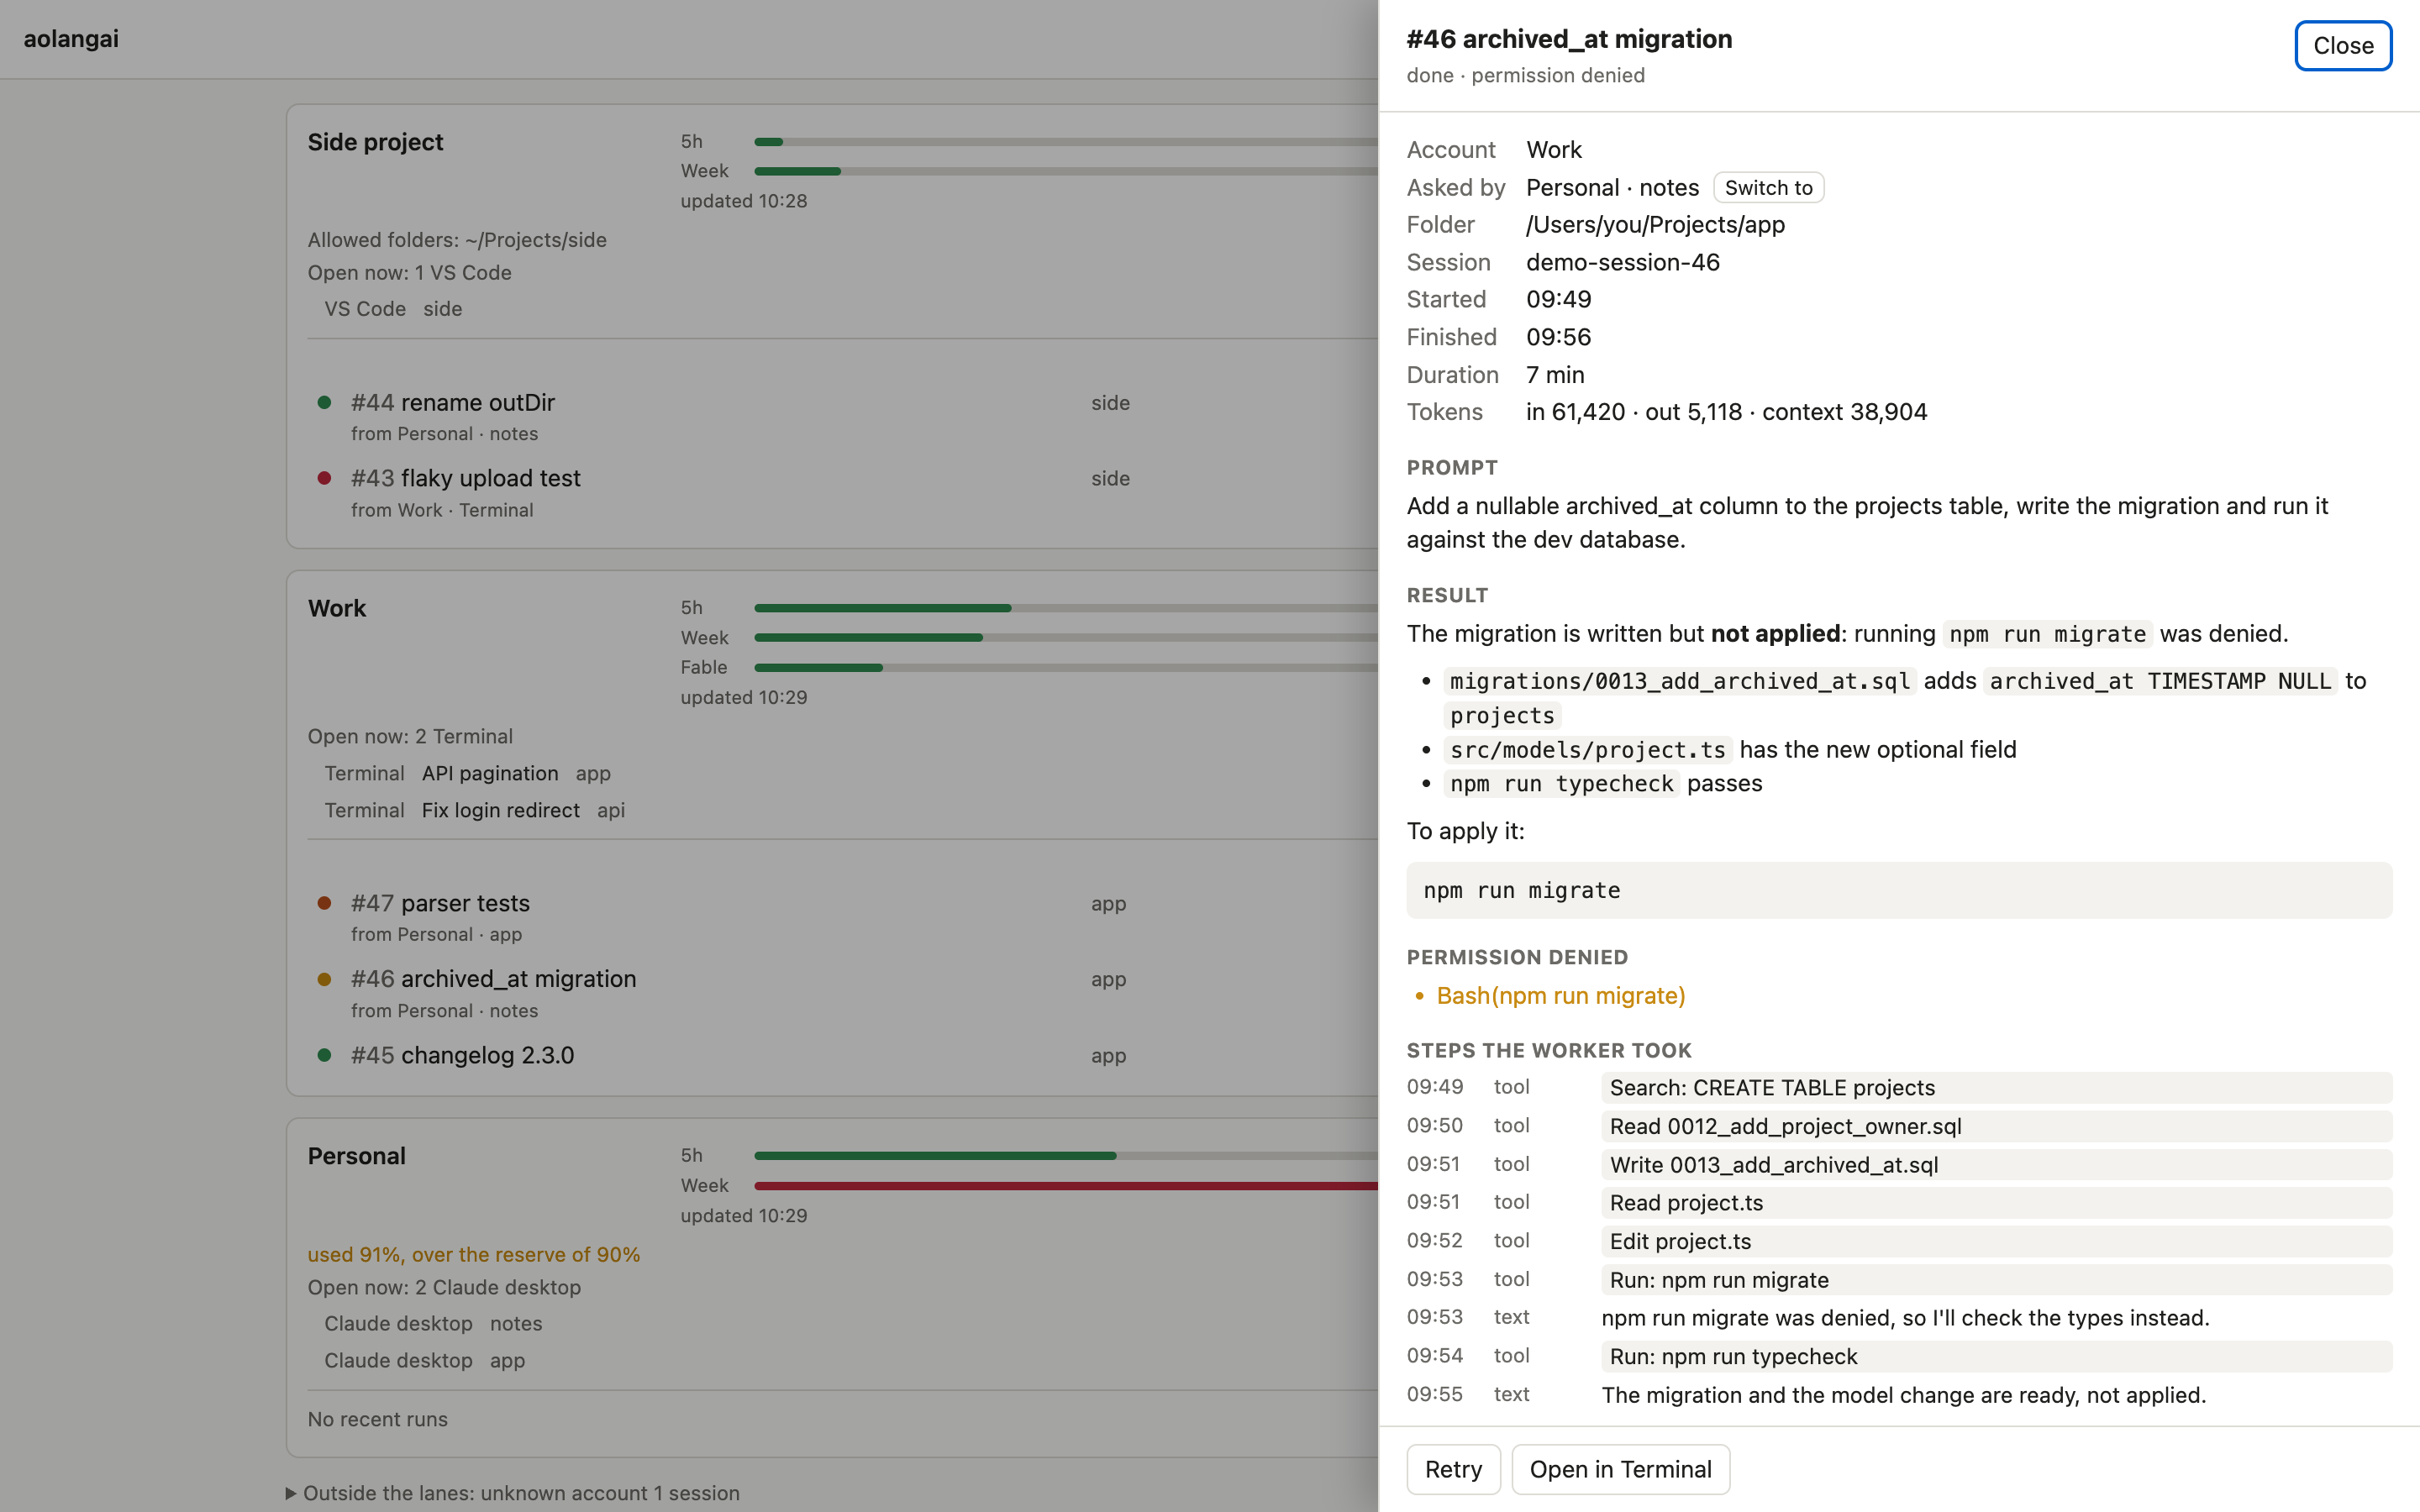 aolangai
Side project
5h
Week
updated 10:28
Allowed folders: ~/Projects/side
Open now: 1 VS Code
VS Code side
#44 rename outDir side
from Personal · notes
#43 flaky upload test side
from Work · Terminal
Work
5h
Week
Fable
updated 10:29
Open now: 2 Terminal
Terminal API pagination app
Terminal Fix login redirect api
#47 parser tests app
from Personal · app
#46 archived_at migration app
from Personal · notes
#45 changelog 2.3.0 app
Personal
5h
Week
updated 10:29
used 91%, over the reserve of 90%
Open now: 2 Claude desktop
Claude desktop notes
Claude desktop app
No recent runs
Outside the lanes: unknown account 1 session
#46 archived_at migration
Close
done · permission denied
Account Work
Asked by Personal · notes Switch to
Folder /Users/you/Projects/app
Session demo-session-46
Started 09:49
Finished 09:56
Duration 7 min
Tokens in 61,420 · out 5,118 · context 38,904
PROMPT
Add a nullable archived_at column to the projects table, write the migration and run it
against the dev database.
RESULT
The migration is written but not applied: running npm run migrate was denied.
• migrations/0013_add_archived_at.sql adds archived_at TIMESTAMP NULL to
projects
• src/models/project.ts has the new optional field
• npm run typecheck passes
To apply it:
npm run migrate
PERMISSION DENIED
• Bash(npm run migrate)
STEPS THE WORKER TOOK
09:49 tool Search: CREATE TABLE projects
09:50 tool Read 0012_add_project_owner.sql
09:51 tool Write 0013_add_archived_at.sql
09:51 tool Read project.ts
09:52 tool Edit project.ts
09:53 tool Run: npm run migrate
09:53 text npm run migrate was denied, so I'll check the types instead.
09:54 tool Run: npm run typecheck
09:55 text The migration and the model change are ready, not applied.
Retry Open in Terminal